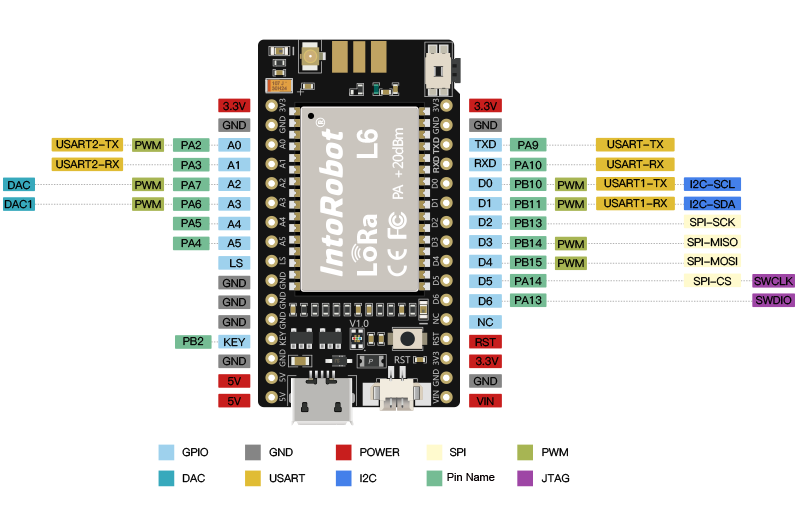 3.3V 3V3 3V3 3.3V
GND GND GND GND
USART2-TX PWM PA2 A0 A0 TXD TXD PA9 USART-TX
USART2-RX PA3 A1 A1 RXD RXD PA10 USART-RX
DAC PWM PA7 A2 A2 D0 D0 PB10 PWM USART1-TX I2C-SCL
DAC1 PWM PA6 A3 A3 D1 D1 PB11 PWM USART1-RX I2C-SDA
PA5 A4 A4 D2 D2 PB13 SPI-SCK
PA4 A5 A5 D3 D3 PB14 PWM SPI-MISO
LS LS D4 D4 PB15 PWM SPI-MOSI
GND GND D5 D5 PA14 SPI-CS SWCLK
GND GND D6 D6 PA13 SWDIO
GND GND NC NC
PB2 KEY KEY RST RST
GND GND 3V3 3.3V
5V 5V GND GND
5V 5V VIN VIN
IntoRobot®
L6
LoRa
PA +20dBm
CE FC
V1.0
RST
P
GPIO GND POWER SPI PWM
DAC USART I2C Pin Name JTAG